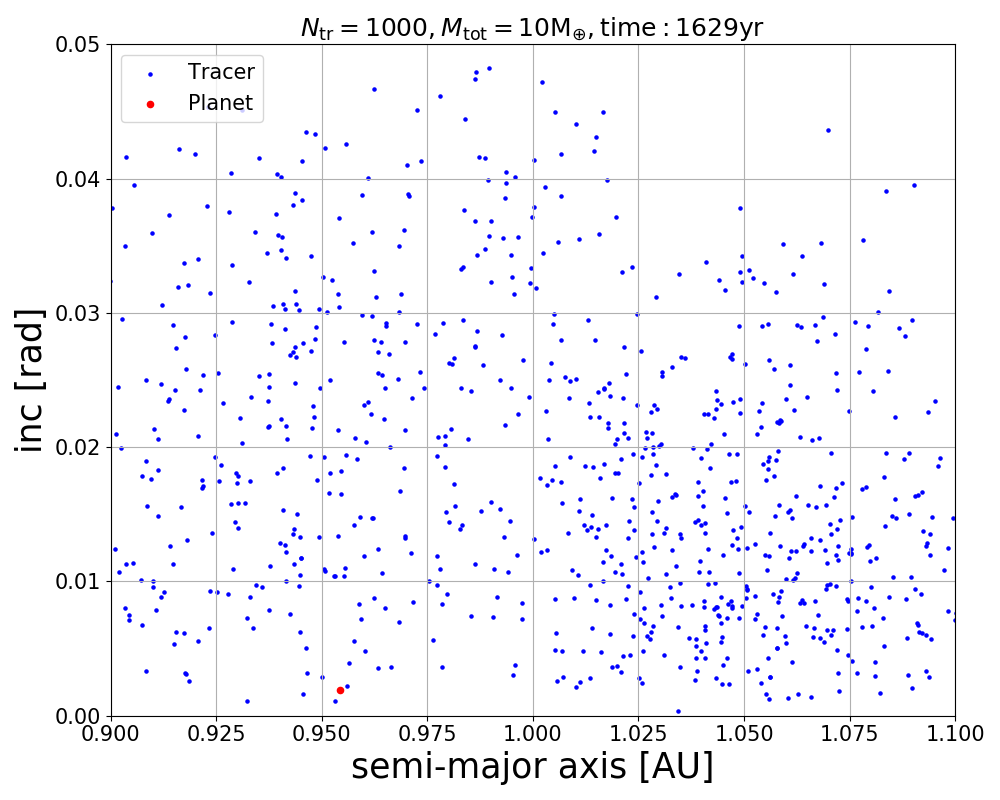 N_tr = 1000, M_tot = 10M_⊕, time : 1629yr
Tracer
Planet
0.05
0.04
0.03
0.02
0.01
0.00
inc [rad]
0.900 0.925 0.950 0.975 1.000 1.025 1.050 1.075 1.100
semi-major axis [AU]